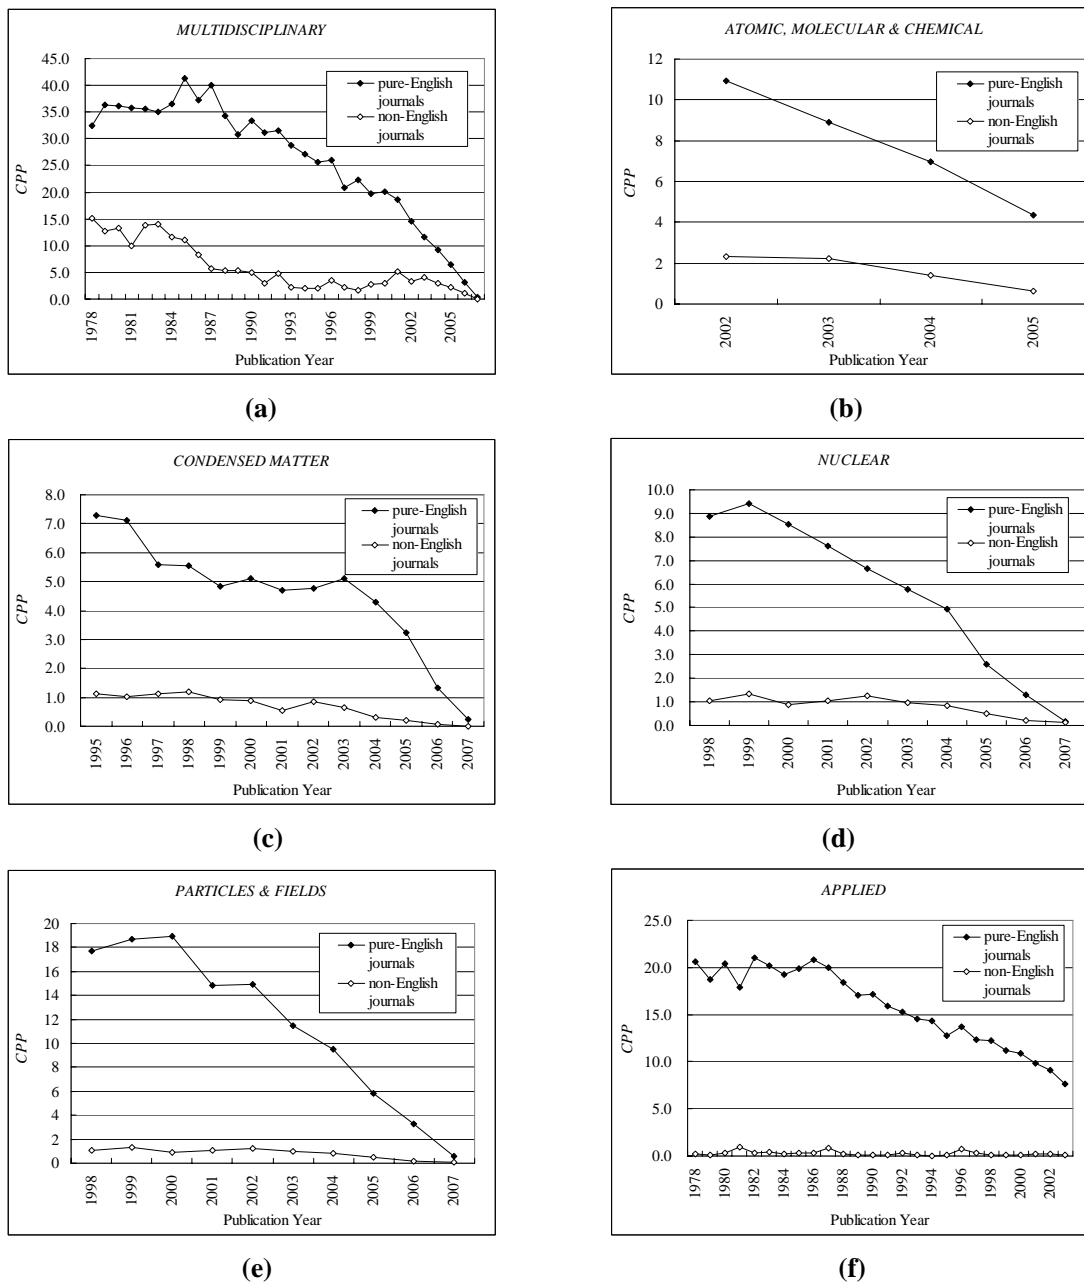 MULTIDISCIPLINARY
45.0
40.0
35.0
30.0
25.0
20.0
15.0
10.0
5.0
0.0
CPP
pure-English
journals
non-English
journals
1978
1981
1984
1987
1990
1993
1996
1999
2002
2005
Publication Year
(a)
ATOMIC, MOLECULAR & CHEMICAL
12
10
8
6
4
2
0
CPP
pure-English
journals
non-English
journals
2002
2003
2004
2005
Publication Year
(b)
CONDENSED MATTER
8.0
7.0
6.0
5.0
4.0
3.0
2.0
1.0
0.0
CPP
pure-English
journals
non-English
journals
1995
1996
1997
1998
1999
2000
2001
2002
2003
2004
2005
2006
2007
Publication Year
(c)
NUCLEAR
10.0
9.0
8.0
7.0
6.0
5.0
4.0
3.0
2.0
1.0
0.0
CPP
pure-English
journals
non-English
journals
1998
1999
2000
2001
2002
2003
2004
2005
2006
2007
Publication Year
(d)
PARTICLES & FIELDS
20
18
16
14
12
10
8
6
4
2
0
CPP
pure-English
journals
non-English
journals
1998
1999
2000
2001
2002
2003
2004
2005
2006
2007
Publication Year
(e)
APPLIED
25.0
20.0
15.0
10.0
5.0
0.0
CPP
pure-English
journals
non-English
journals
1978
1980
1982
1984
1986
1988
1990
1992
1994
1996
1998
2000
2002
Publication Year
(f)